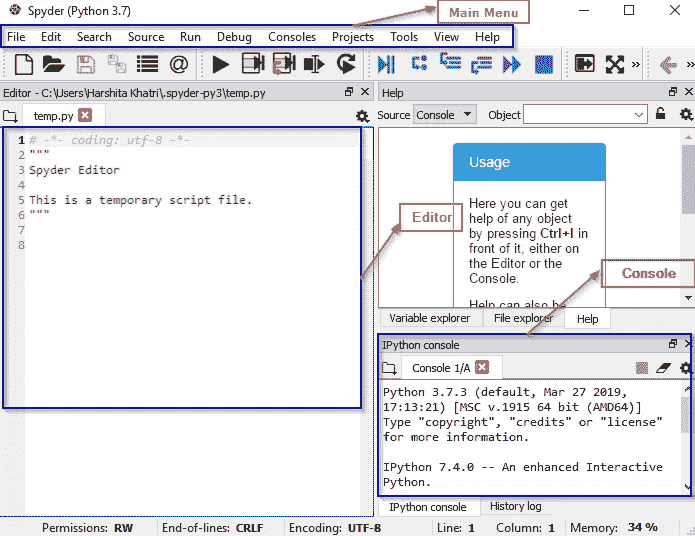 Spyder (Python 3.7)
Main Menu
File Edit Search Source Run Debug Consoles Projects Tools View Help
Editor - C:\Users\Harshita Khatri\.spyder-py3\temp.py
Help
temp.py
Source Console Object
1 # -*- coding: utf-8 -*-
2 """
3 Spyder Editor
4
5 This is a temporary script file.
6 """
7
8
Usage
Here you can get
help of any object
by pressing Ctrl+I in
front of it, either on
the Editor or the
Console.
Help can also be
Editor
Console
Variable explorer File explorer Help
IPython console
Console 1/A
Python 3.7.3 (default, Mar 27 2019,
17:13:21) [MSC v.1915 64 bit (AMD64)]
Type "copyright", "credits" or "license"
for more information.
IPython 7.4.0 -- An enhanced Interactive
Python.
IPython console History log
Permissions: RW End-of-lines: CRLF Encoding: UTF-8 Line: 1 Column: 1 Memory: 34 %